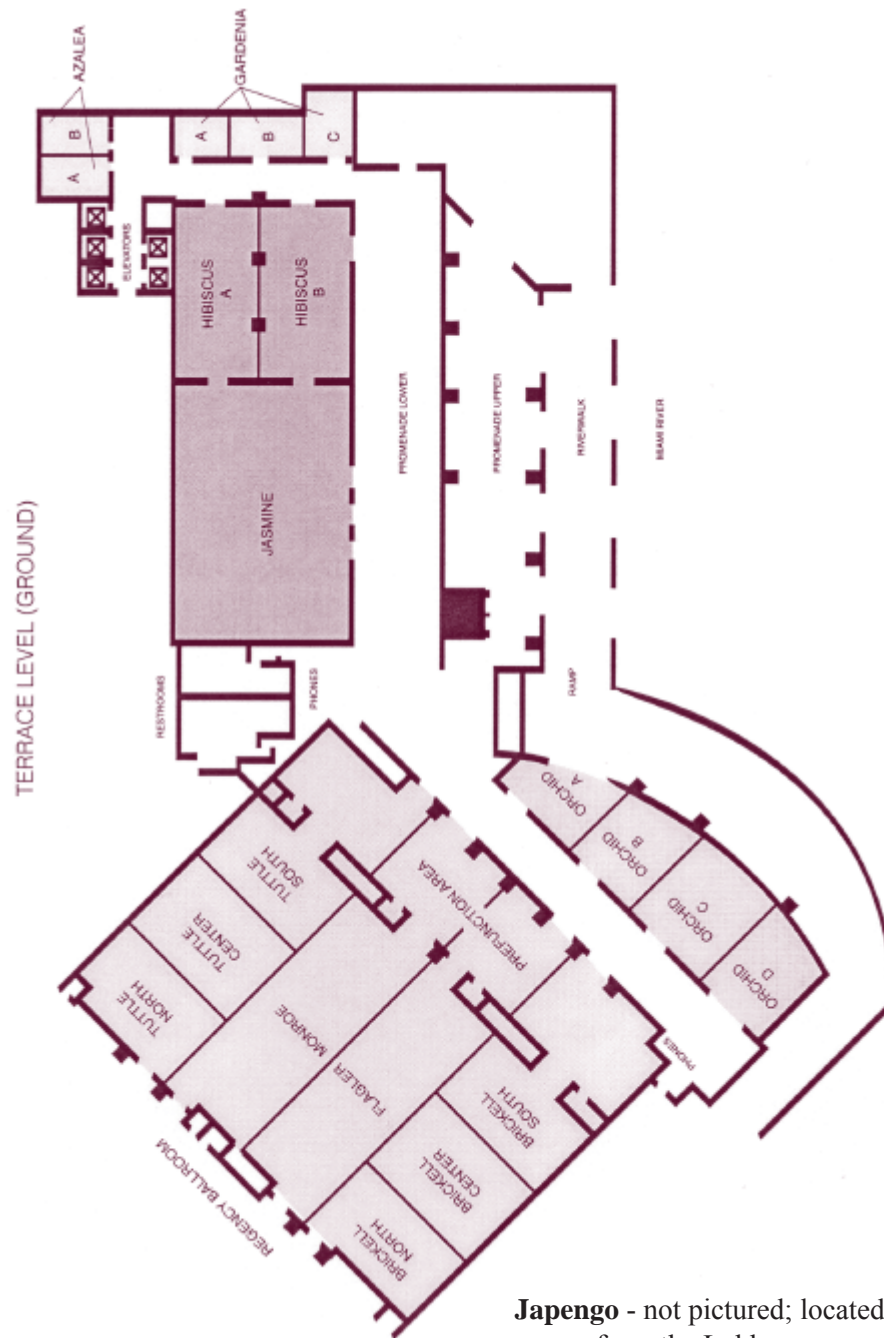 TERRACE LEVEL (GROUND)
AZALEA
A
B
GARDENIA
A
B
C
ELEVATORS
HIBISCUS
A
HIBISCUS
B
JASMINE
PROMENADE LOWER
PROMENADE UPPER
RIVERWALK
MIAMI RIVER
RESTROOMS
PHONES
RAMP
TUTTLE
NORTH
TUTTLE
CENTER
TUTTLE
SOUTH
MONROE
FLAGLER
PREFUNCTION AREA
BRICKELL
NORTH
BRICKELL
CENTER
BRICKELL
SOUTH
REGENCY BALLROOM
ORCHID
A
ORCHID
B
ORCHID
C
ORCHID
D
PHONES
Japengo - not pictured; located